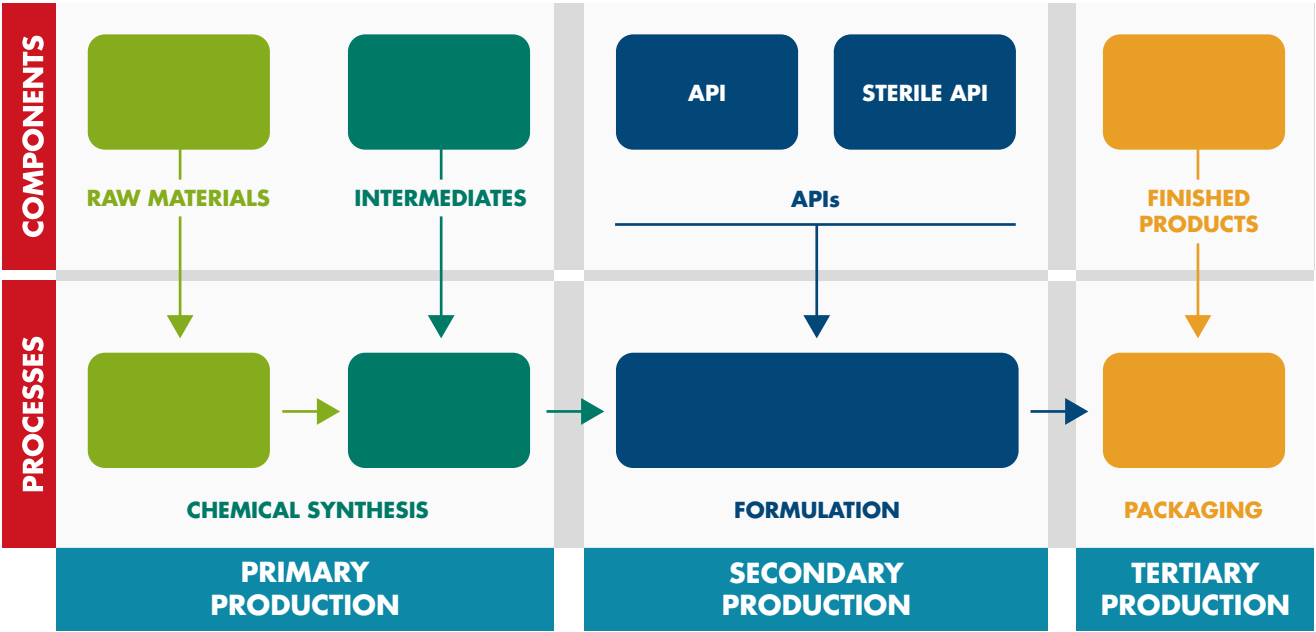 COMPONENTS
API
STERILE API
RAW MATERIALS
INTERMEDIATES
APIs
FINISHED
PRODUCTS
PROCESSES
CHEMICAL SYNTHESIS
FORMULATION
PACKAGING
PRIMARY
PRODUCTION
SECONDARY
PRODUCTION
TERTIARY
PRODUCTION